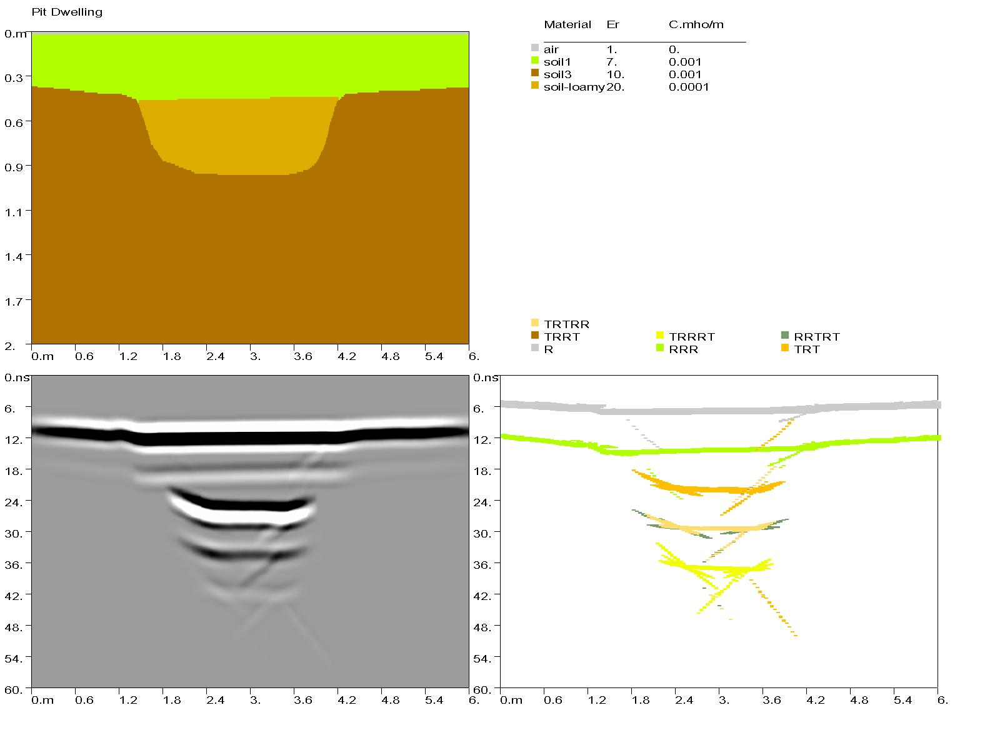 Pit Dwelling
0.m
0.3
0.6
0.9
1.1
1.4
1.7
2.
0.m 0.6 1.2 1.8 2.4 3. 3.6 4.2 4.8 5.4 6.
Material Er C.mho/m
air 1. 0.
soil1 7. 0.001
soil3 10. 0.001
soil-loamy 20. 0.0001
TRTRR
TRRT TRRRT RRTRT
R RRR TRT
0.ns
6.
12.
18.
24.
30.
36.
42.
48.
54.
60.
0.m 0.6 1.2 1.8 2.4 3. 3.6 4.2 4.8 5.4 6.
0.ns
6.
12.
18.
24.
30.
36.
42.
48.
54.
60.
0.m 0.6 1.2 1.8 2.4 3. 3.6 4.2 4.8 5.4 6.